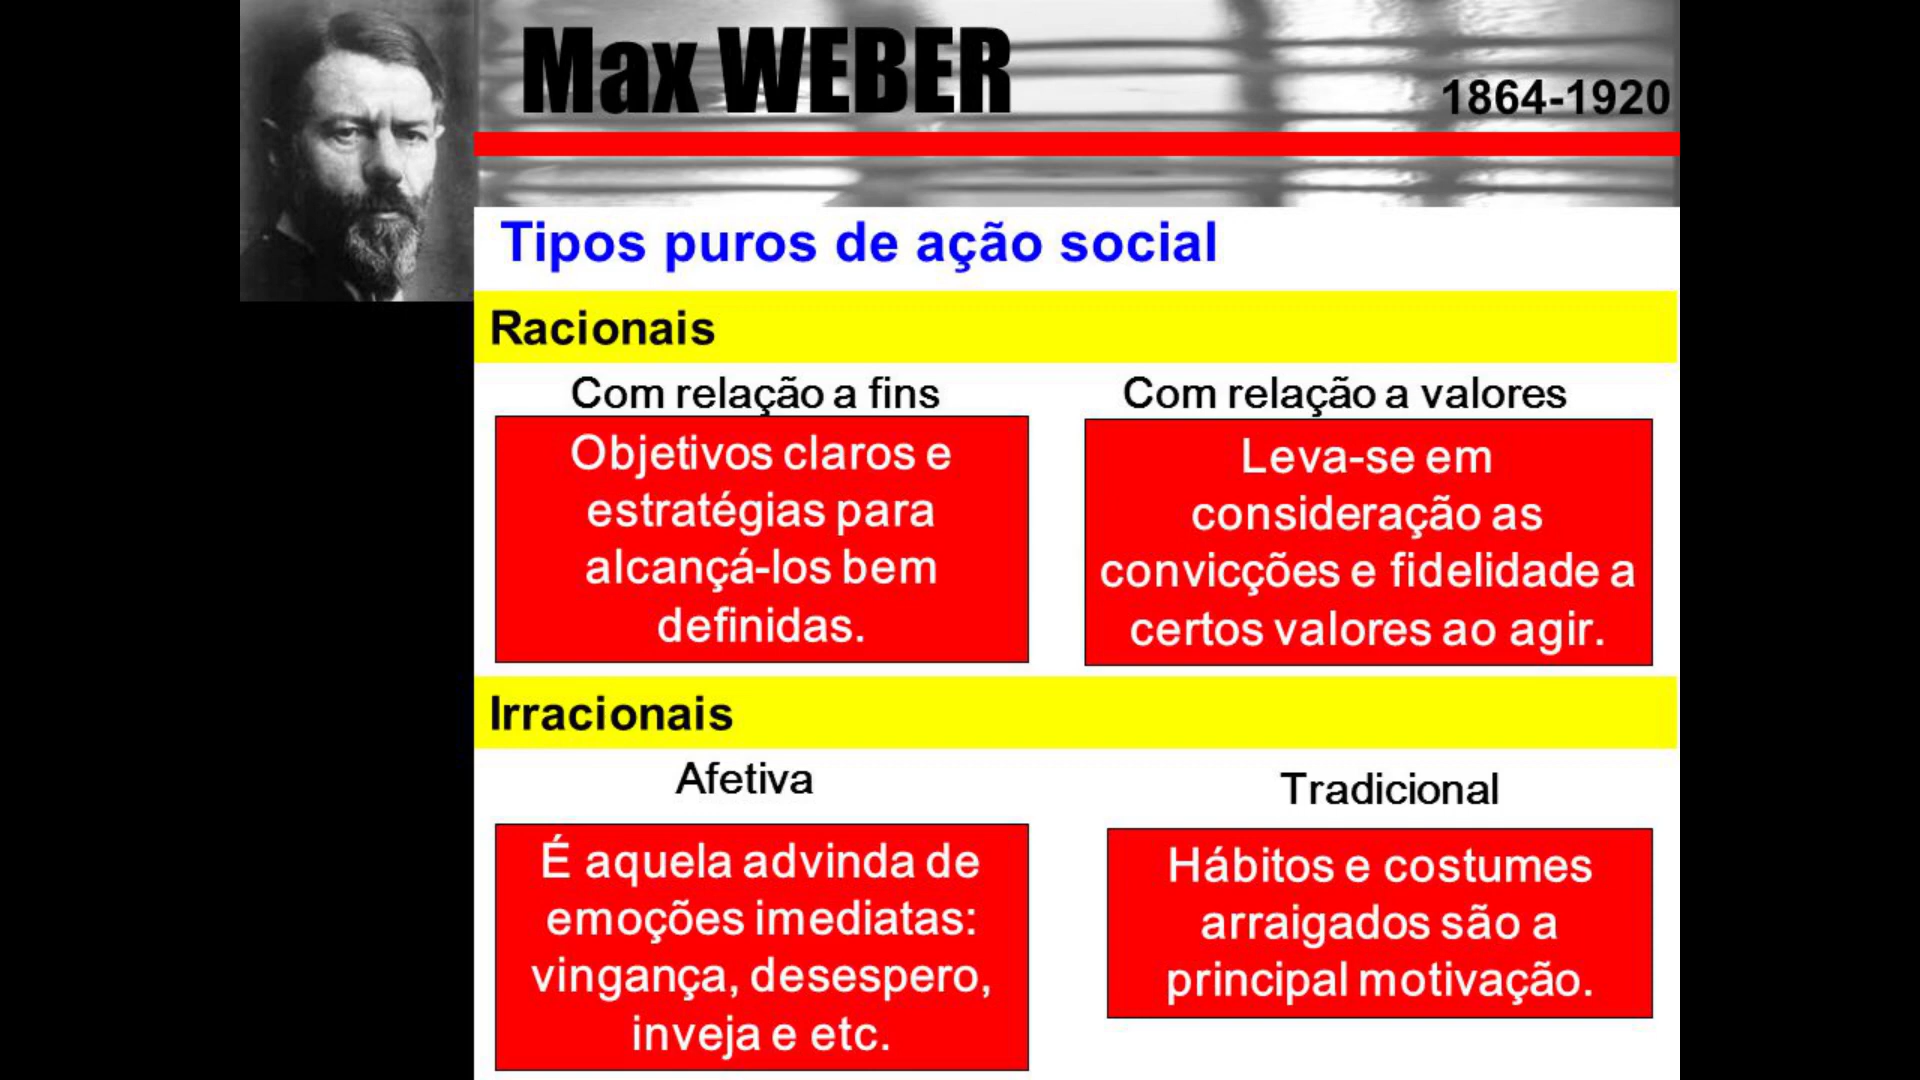 Max WEBER
1864-1920
Tipos puros de ação social
Racionais
Com relação a fins
Objetivos claros e
estratégias para
alcançá-los bem
definidas.
Com relação a valores
Leva-se em
consideração as
convicções e fidelidade a
certos valores ao agir.
Irracionais
Afetiva
É aquela advinda de
emoções imediatas:
vingança, desespero,
inveja e etc.
Tradicional
Hábitos e costumes
arraigados são a
principal motivação.